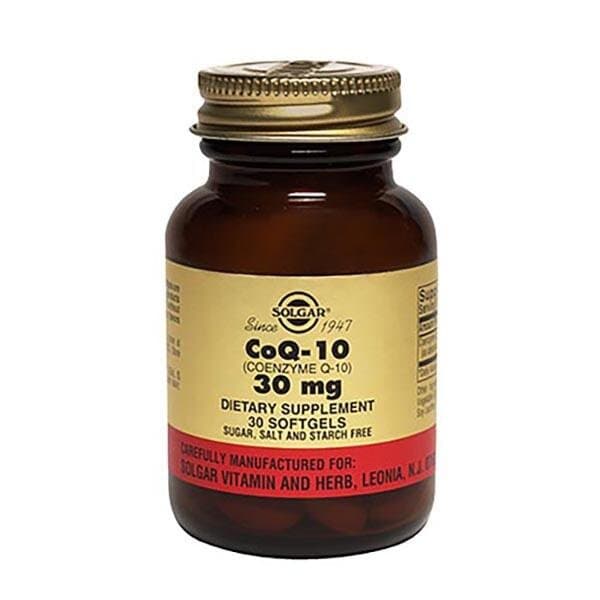 SOLGAR®
Since 1947
CoQ-10
(COENZYME Q-10)
30 mg
DIETARY SUPPLEMENT
30 SOFTGELS
SUGAR, SALT AND STARCH FREE
CAREFULLY MANUFACTURED FOR:
SOLGAR VITAMIN AND HERB, LEONIA, N.J.